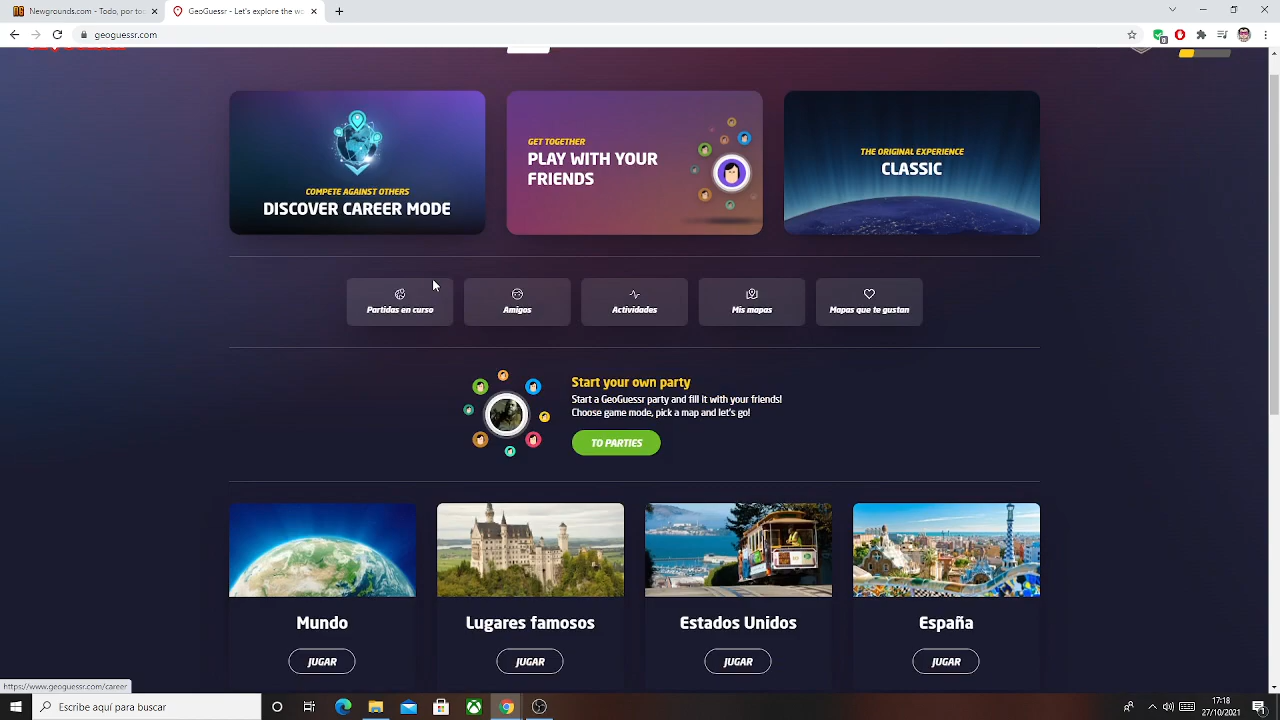 Newgrounds.com - Todo, por to
GeoGuessr - Explore the wo
geoguessr.com
COMPETE AGAINST OTHERS
DISCOVER CAREER MODE
GET TOGETHER
PLAY WITH YOUR
FRIENDS
THE ORIGINAL EXPERIENCE
CLASSIC
Partidas en curso
Amigos
Actividades
Mis mapas
Mapas que te gustan
Start your own party
Start a GeoGuessr party and fill it with your friends!
Choose game mode, pick a map and let's go!
TO PARTIES
Mundo
Lugares famosos
Estados Unidos
España
JUGAR
JUGAR
JUGAR
JUGAR
https://www.geoguessr.com/career
Escribe aquí para buscar
17:18
27/10/2021